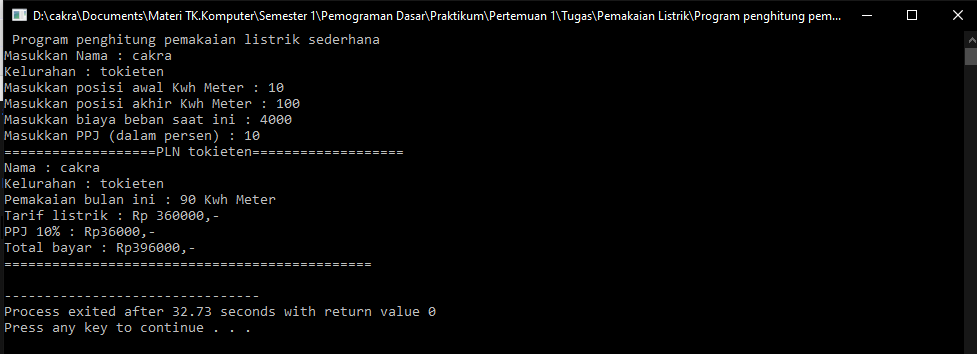 D:\cakra\Documents\Materi TK.Komputer\Semester 1\Pemograman Dasar\Praktikum\Pertemuan 1\Tugas\Pemakaian Listrik\Program penghitung pem...
Program penghitung pemakaian listrik sederhana
Masukkan Nama : cakra
Kelurahan : tokieten
Masukkan posisi awal Kwh Meter : 10
Masukkan posisi akhir Kwh Meter : 100
Masukkan biaya beban saat ini : 4000
Masukkan PPJ (dalam persen) : 10
===================PLN tokieten===================
Nama : cakra
Kelurahan : tokieten
Pemakaian bulan ini : 90 Kwh Meter
Tarif listrik : Rp 360000,-
PPJ 10% : Rp36000,-
Total bayar : Rp396000,-
==============================================
--------------------------------
Process exited after 32.73 seconds with return value 0
Press any key to continue . . .